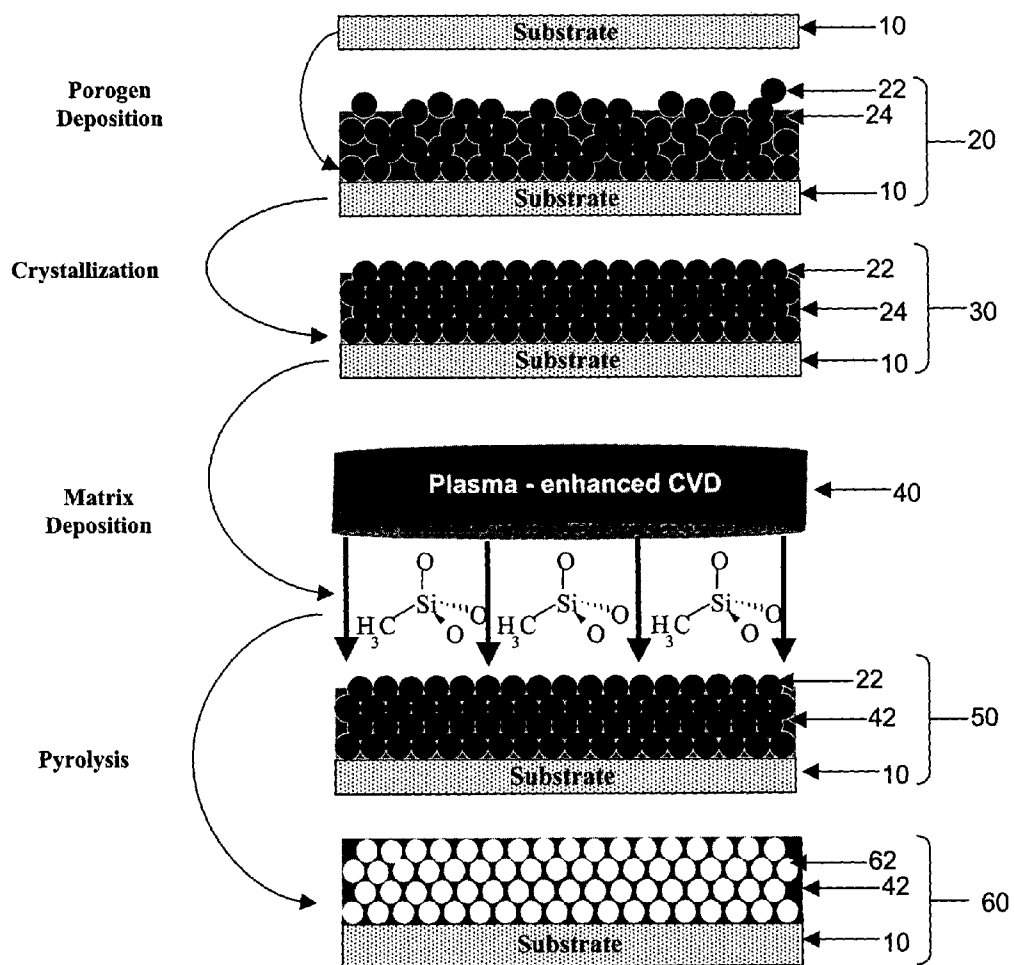 Substrate
10
Porogen
Deposition
22
24
20
Substrate
10
Crystallization
22
24
30
Substrate
10
Matrix
Deposition
Plasma - enhanced CVD
40
O O O
Si O Si O Si O
H3C O H3C O H3C O
22
42
50
Pyrolysis
Substrate
10
62
42
60
Substrate
10